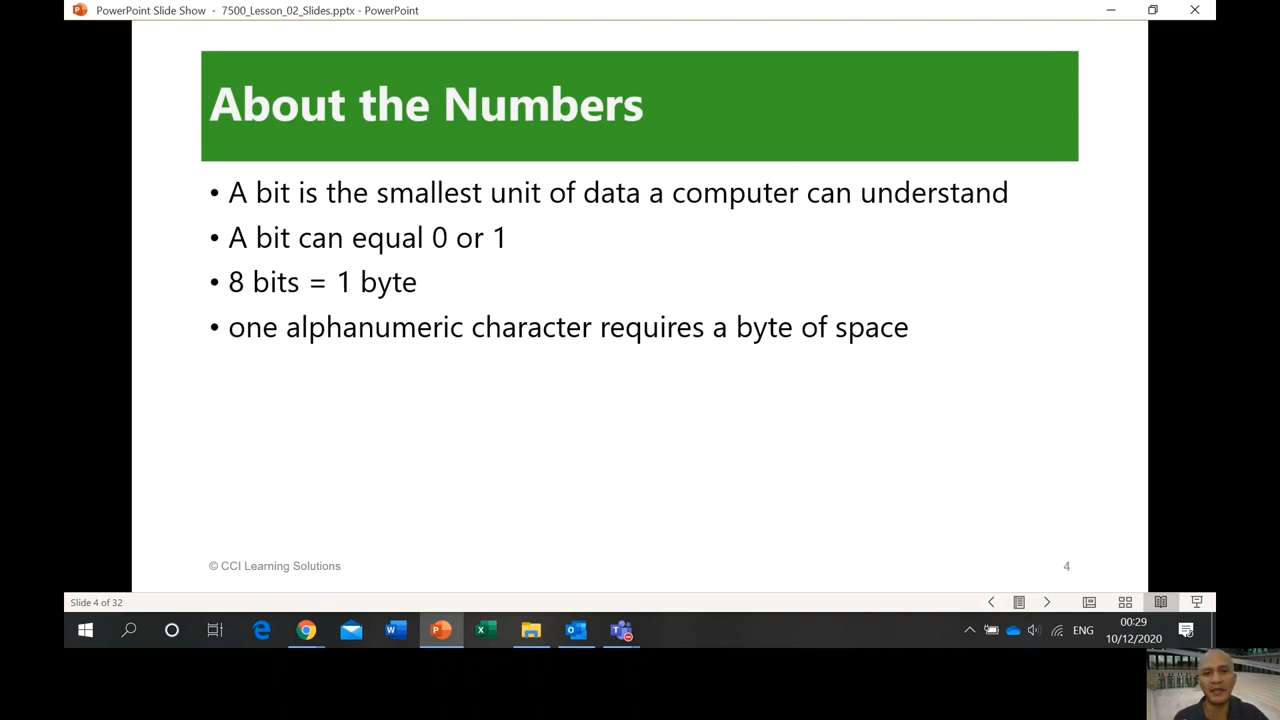 PowerPoint Slide Show - 7500_Lesson_02_Slides.pptx - PowerPoint
About the Numbers
• A bit is the smallest unit of data a computer can understand
• A bit can equal 0 or 1
• 8 bits = 1 byte
• one alphanumeric character requires a byte of space
© CCI Learning Solutions
4
Slide 4 of 32
ENG
00:29
10/12/2020